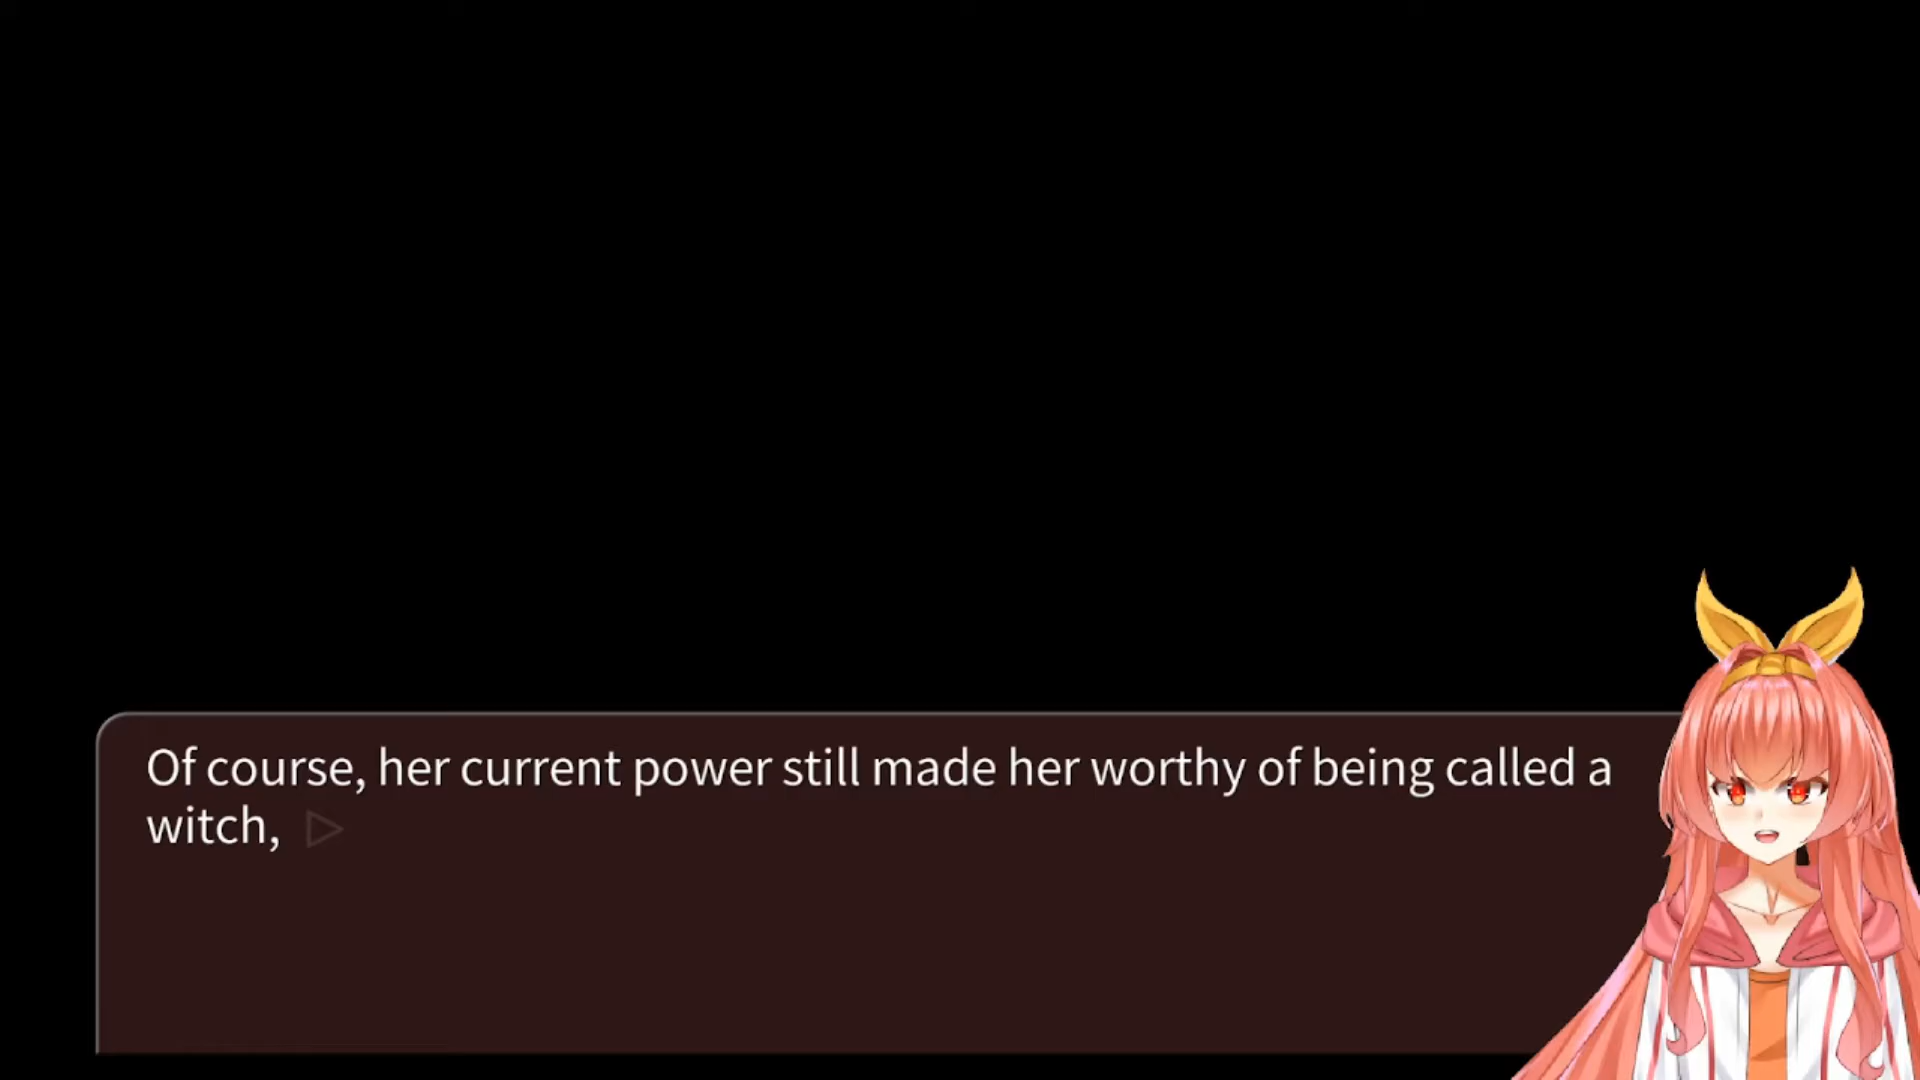 Of course, her current power still made her worthy of being called a
witch,